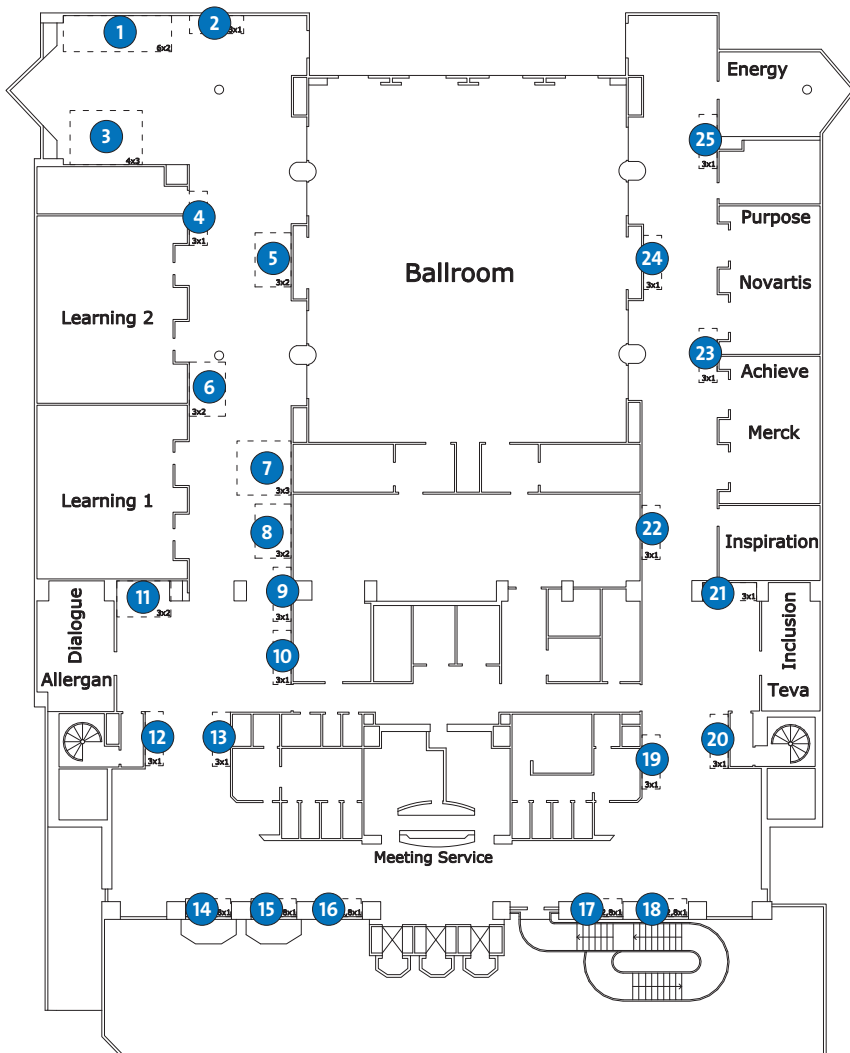 1
6x2
2
3x1
3
4x3
Energy
25
3x1
4
3x1
5
3x2
Ballroom
24
3x1
Purpose
Novartis
Learning 2
6
3x2
23
3x1
Achieve
Merck
7
3x3
Learning 1
8
3x2
22
3x1
Inspiration
9
3x1
11
3x2
21
3x1
Dialogue
Allergan
10
3x1
Inclusion
Teva
12
3x1
13
3x1
19
3x1
20
3x1
Meeting Service
14
15
16
17
2,8x1
18